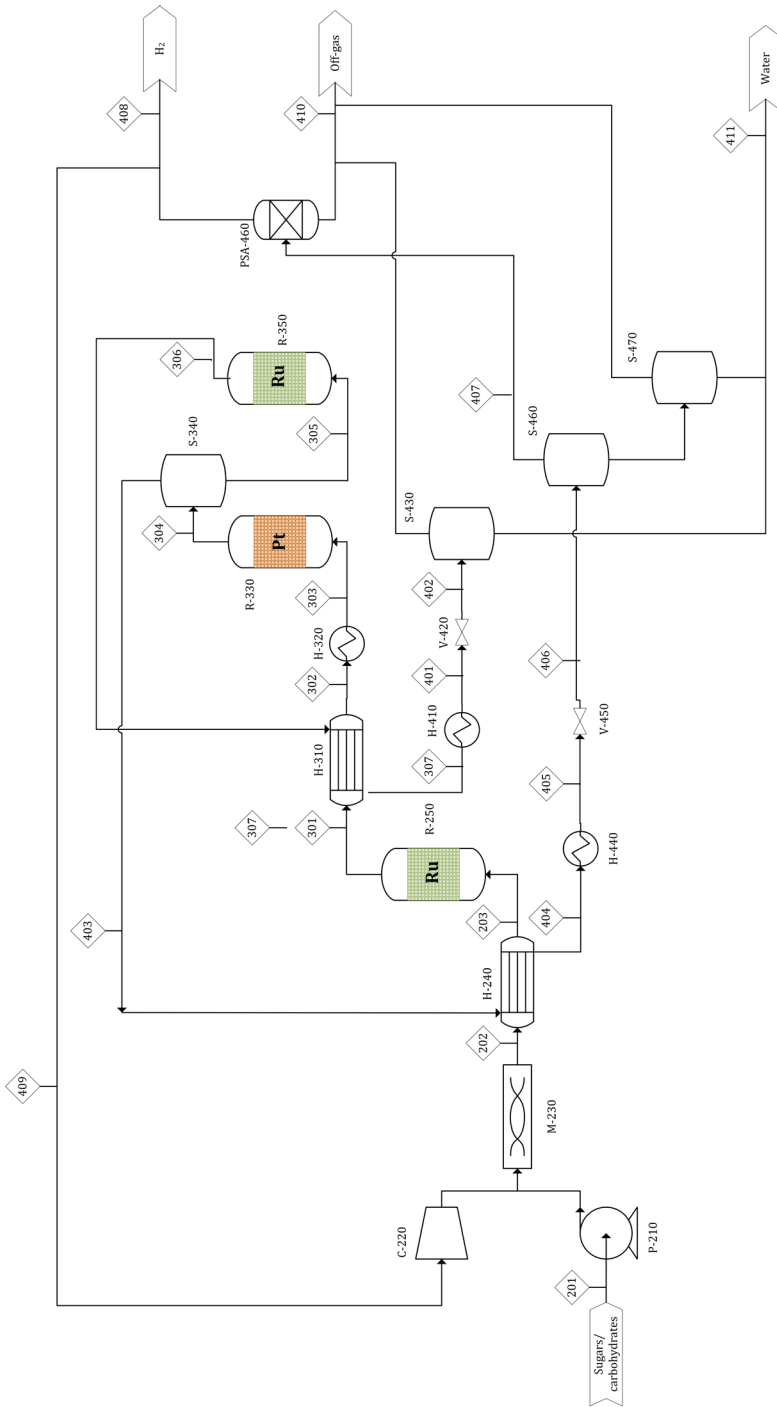 409
H₂
408
Off-gas
410
403
PSA-460
306
R-350
Ru
S-340
304
305
R-330
Pt
303
H-320
302
H-310
307
301
R-250
Ru
307
H-410
401
V-420
402
S-430
407
S-460
S-470
411
Water
406
V-450
405
H-440
404
203
H-240
202
M-230
C-220
P-210
201
Sugars/
carbohydrates